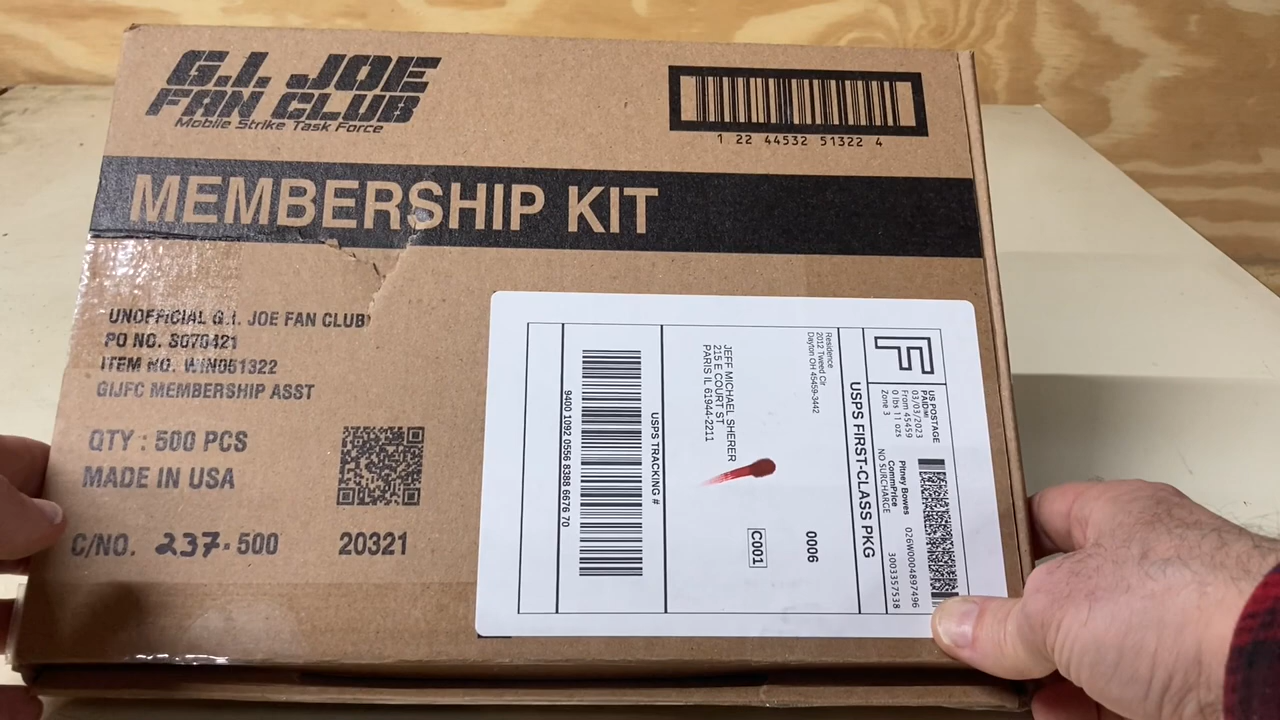 G.I. JOE
FAN CLUB
Mobile Strike Task Force
1 22 44532 51322 4
MEMBERSHIP KIT
UNOFFICIAL G.I. JOE FAN CLUB
PO NO. S070421
ITEM NO. WIN051322
GIJFC MEMBERSHIP ASST
QTY : 500 PCS
MADE IN USA
C/NO. 237-500
20321
F
US POSTAGE
PAID
03/03/2023
From 45459
0 lbs 11 ozs
Zone 3
Pitney Bowes
CommPrice
NO SURCHARGE
026W0004897496
3003357538
USPS FIRST-CLASS PKG
Residence
2012 Tweed Cir
Dayton OH 45459-3442
0006
C001
JEFF MICHAEL SHERER
215 E COURT ST
PARIS IL 61944-2211
USPS TRACKING #
9400 1092 0556 8388 6676 70